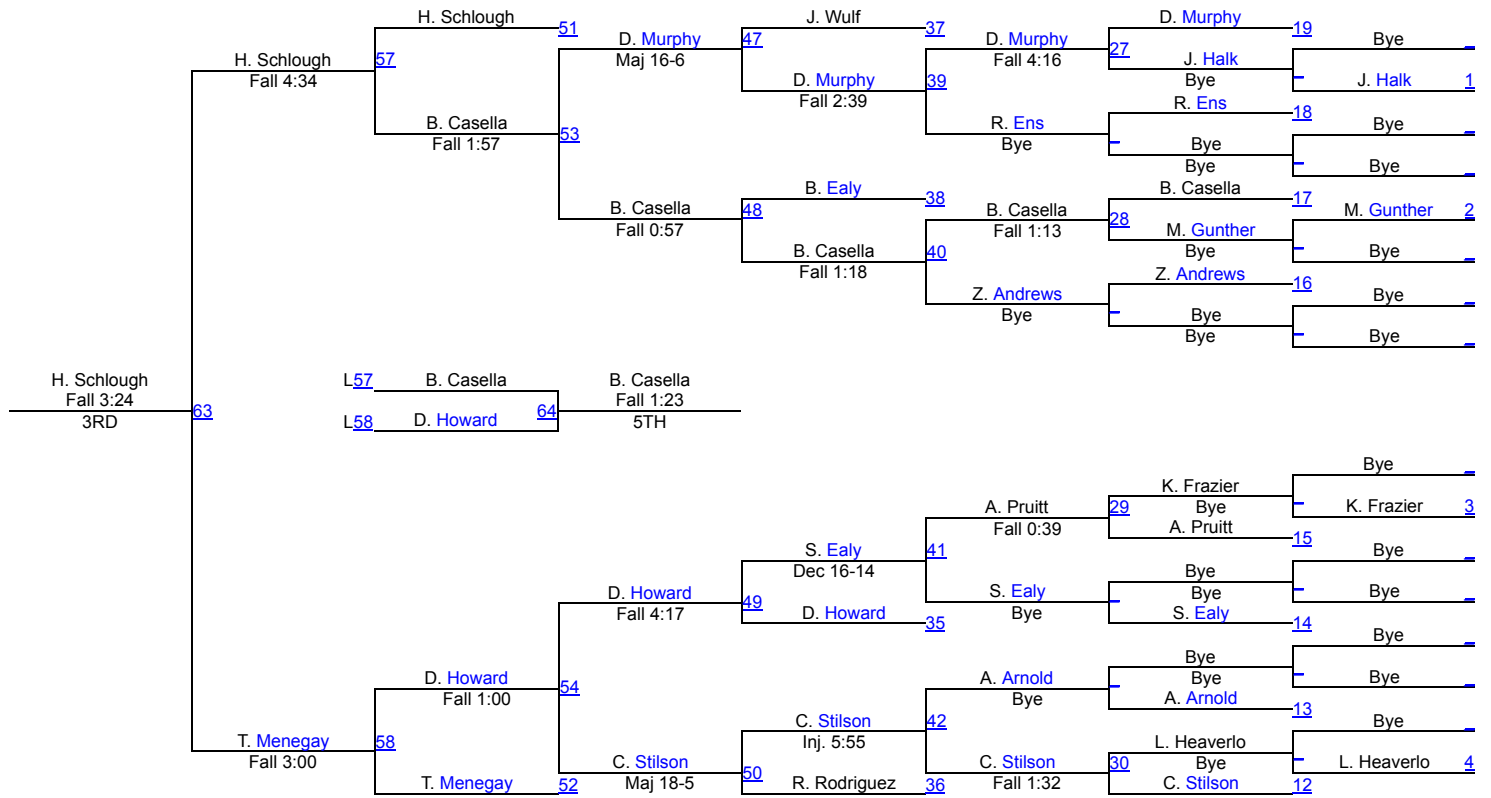 H. Schlough
51
J. Wulf
37
D. Murphy
19
D. Murphy
47
Maj 16-6
D. Murphy
27
Fall 4:16
Bye
H. Schlough
57
Fall 4:34
J. Halk
Bye
J. Halk 1
D. Murphy
39
Fall 2:39
R. Ens
18
B. Casella
53
Fall 1:57
R. Ens
Bye
Bye
Bye
Bye
Bye
B. Ealy
38
B. Casella
17
B. Casella
48
Fall 0:57
B. Casella
28
Fall 1:13
M. Gunther 2
M. Gunther
Bye
Bye
B. Casella
40
Fall 1:18
Z. Andrews
16
Z. Andrews
Bye
Bye
Bye
Bye
Bye
H. Schlough
Fall 3:24
63
3RD
L57 B. Casella
L58 D. Howard
64
B. Casella
Fall 1:23
5TH
Bye
K. Frazier
29
Bye
K. Frazier 3
A. Pruitt
Fall 0:39
A. Pruitt
15
S. Ealy
41
Dec 16-14
Bye
Bye
Bye
Bye
D. Howard
49
Fall 4:17
S. Ealy
Bye
S. Ealy
14
D. Howard
35
Bye
Bye
Bye
Bye
D. Howard
54
Fall 1:00
A. Arnold
Bye
A. Arnold
13
C. Stilson
42
Inj. 5:55
Bye
T. Menegay
58
Fall 3:00
L. Heaverlo
Bye
L. Heaverlo 4
C. Stilson
50
Maj 18-5
C. Stilson
30
Fall 1:32
T. Menegay
52
R. Rodriguez
36
C. Stilson
12